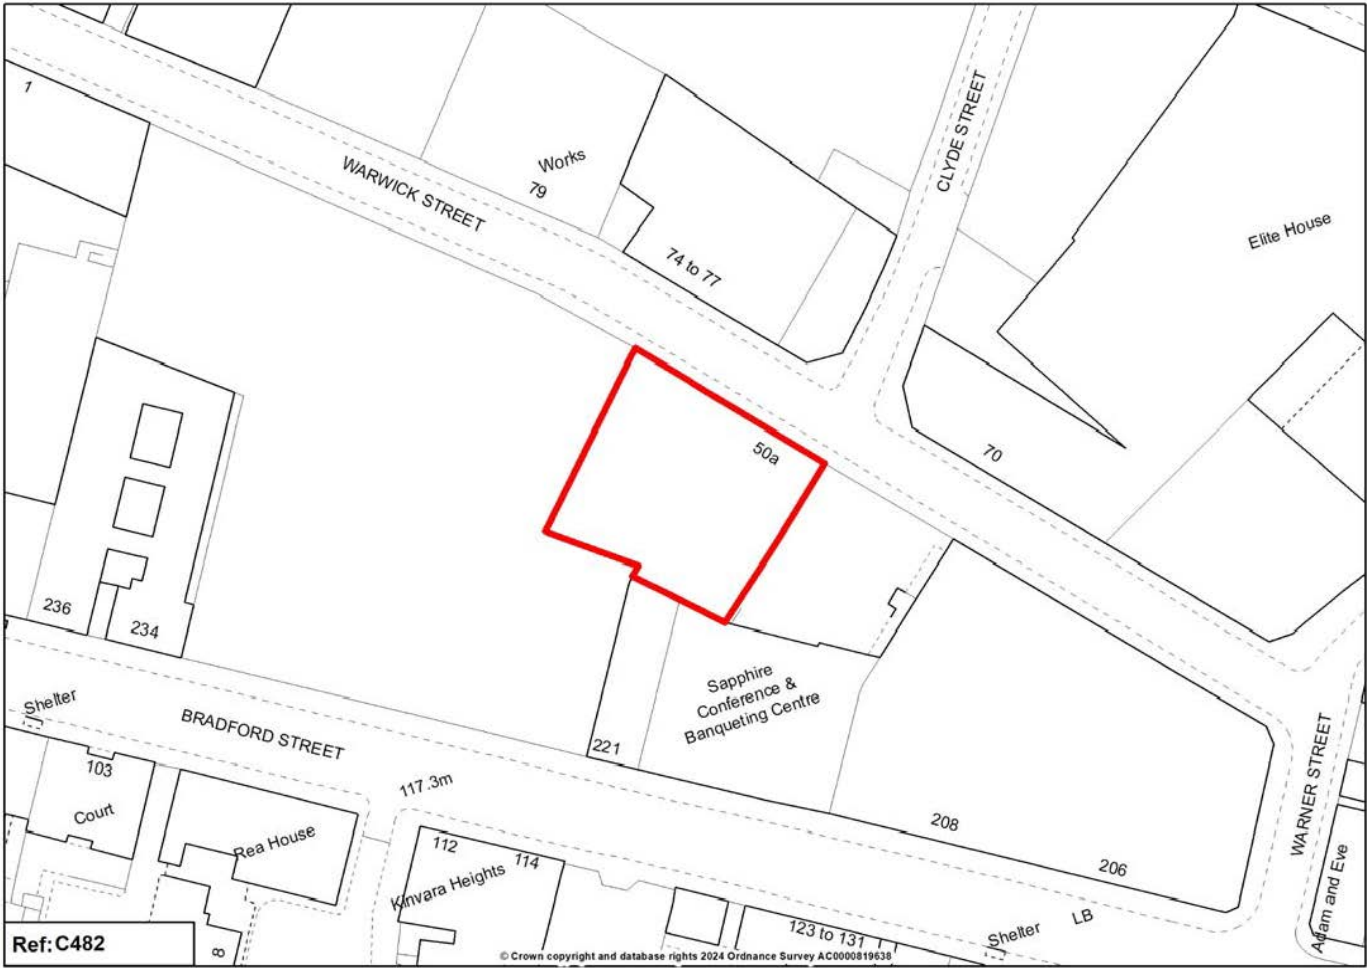 1
WARWICK STREET
Works
79
74 to 77
CLYDE STREET
Elite House
50a
70
236
234
Shelter
BRADFORD STREET
Sapphire
Conference &
Banqueting Centre
221
117.3m
103
Court
Rea House
112
114
Kinvara Heights
208
206
WARNER STREET
Adam and Eve
123 to 131
Shelter
LB
8
Ref:C482
© Crown copyright and database rights 2024 Ordnance Survey AC0000819638